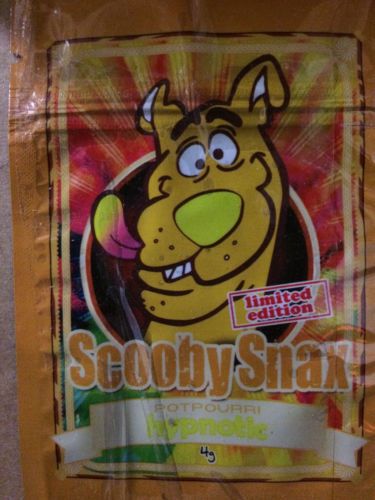 limited
edition
Scooby Snax
POTPOURRI
hypnotic
4g